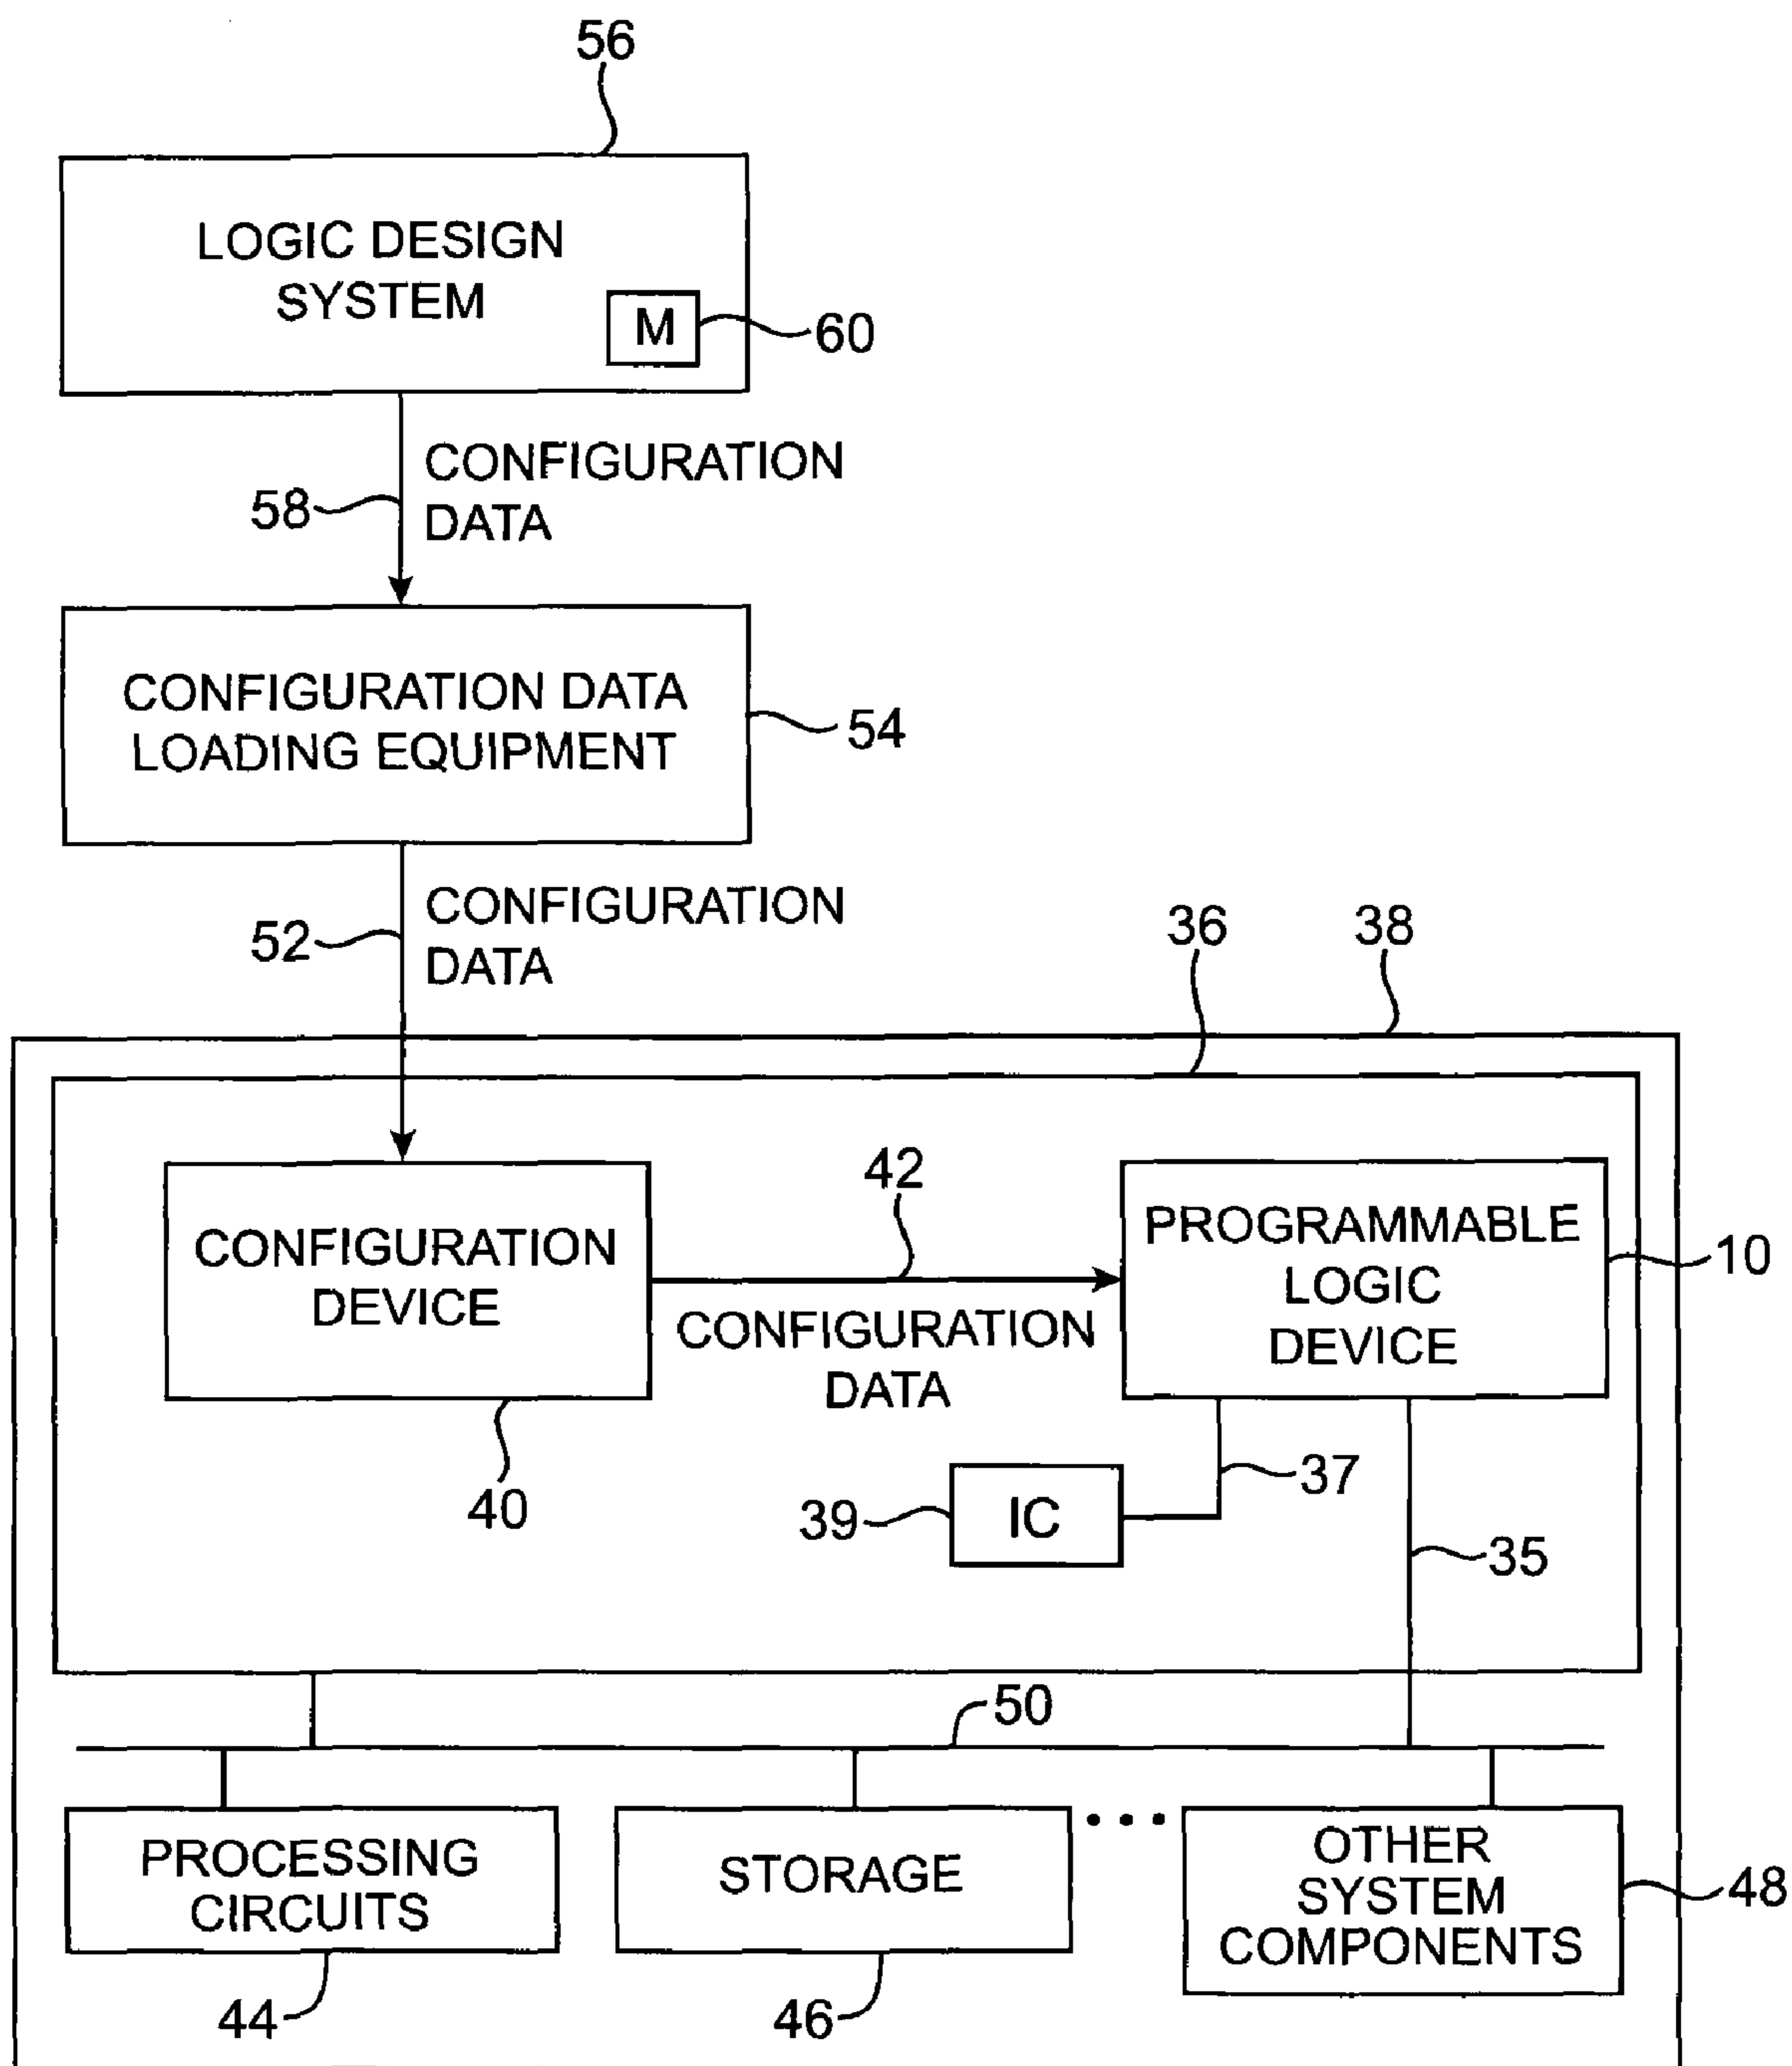 56
LOGIC DESIGN
SYSTEM
M
60
CONFIGURATION
DATA
58
CONFIGURATION DATA
LOADING EQUIPMENT
54
CONFIGURATION
DATA
52
36
38
CONFIGURATION
DEVICE
42
CONFIGURATION
DATA
PROGRAMMABLE
LOGIC
DEVICE
10
40
39
IC
37
35
50
PROCESSING
CIRCUITS
STORAGE
...
OTHER
SYSTEM
COMPONENTS
48
44
46